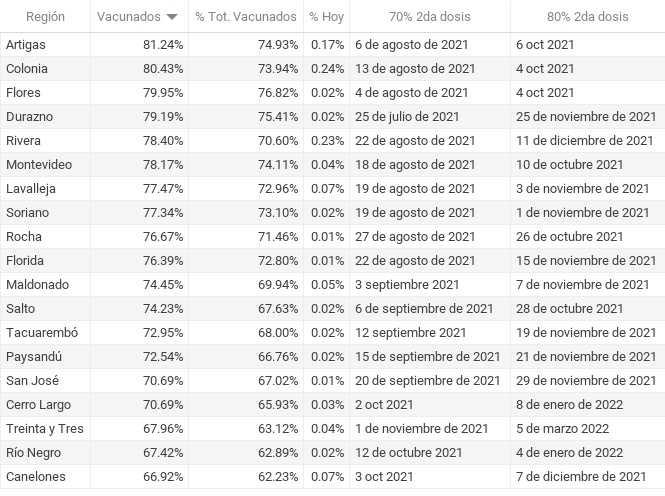 Región Vacunados % Tot. Vacunados % Hoy 70% 2da dosis 80% 2da dosis
Artigas 81.24% 74.93% 0.17% 6 de agosto de 2021 6 oct 2021
Colonia 80.43% 73.94% 0.24% 13 de agosto de 2021 4 oct 2021
Flores 79.95% 76.82% 0.02% 4 de agosto de 2021 4 oct 2021
Durazno 79.19% 75.41% 0.02% 25 de julio de 2021 25 de noviembre de 2021
Rivera 78.40% 70.60% 0.23% 22 de agosto de 2021 11 de diciembre de 2021
Montevideo 78.17% 74.11% 0.04% 18 de agosto de 2021 10 de octubre 2021
Lavalleja 77.47% 72.96% 0.07% 19 de agosto de 2021 3 de noviembre de 2021
Soriano 77.34% 73.10% 0.02% 19 de agosto de 2021 1 de noviembre de 2021
Rocha 76.67% 71.46% 0.01% 27 de agosto de 2021 26 de octubre 2021
Florida 76.39% 72.80% 0.01% 22 de agosto de 2021 15 de noviembre de 2021
Maldonado 74.45% 69.94% 0.05% 3 septiembre 2021 7 de noviembre de 2021
Salto 74.23% 67.63% 0.02% 6 de septiembre de 2021 28 de octubre 2021
Tacuarembó 72.95% 68.00% 0.02% 12 septiembre 2021 19 de noviembre de 2021
Paysandú 72.54% 66.76% 0.02% 15 de septiembre de 2021 21 de noviembre de 2021
San José 70.69% 67.02% 0.01% 20 de septiembre de 2021 29 de noviembre de 2021
Cerro Largo 70.69% 65.93% 0.03% 2 oct 2021 8 de enero de 2022
Treinta y Tres 67.96% 63.12% 0.04% 1 de noviembre de 2021 5 de marzo 2022
Río Negro 67.42% 62.89% 0.02% 12 de octubre 2021 4 de enero de 2022
Canelones 66.92% 62.23% 0.07% 3 oct 2021 7 de diciembre de 2021